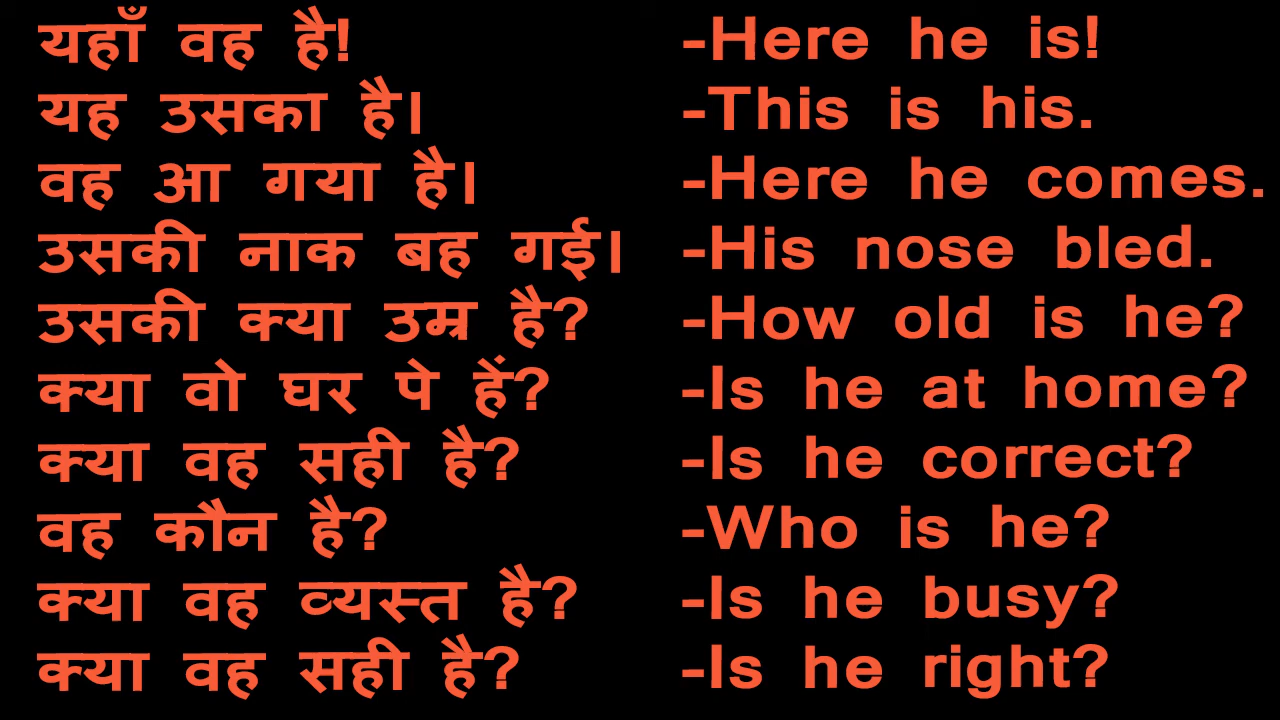 यहाँ वह है! -Here he is!
यह उसका है। -This is his.
वह आ गया है। -Here he comes.
उसकी नाक बह गई। -His nose bled.
उसकी क्या उम्र है? -How old is he?
क्या वो घर पे हें? -Is he at home?
क्या वह सही है? -Is he correct?
वह कौन है? -Who is he?
क्या वह व्यस्त है? -Is he busy?
क्या वह सही है? -Is he right?